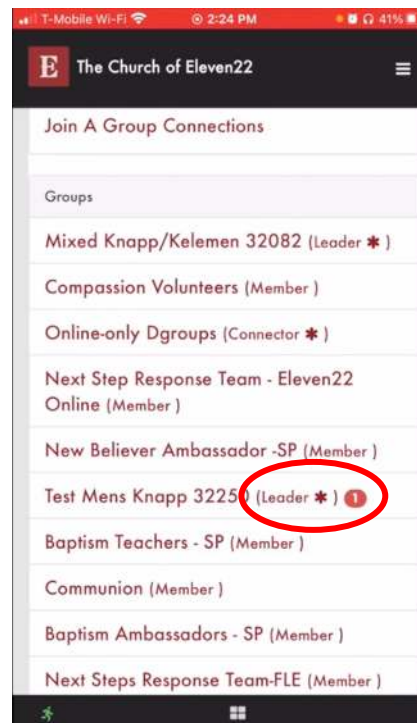 T-Mobile Wi-Fi 2:24 PM 41%
E The Church of Eleven22
Join A Group Connections
Groups
Mixed Knapp/Kelemen 32082 (Leader ✱ )
Compassion Volunteers (Member )
Online-only Dgroups (Connector ✱ )
Next Step Response Team - Eleven22
Online (Member )
New Believer Ambassador -SP (Member )
Test Mens Knapp 32250 (Leader ✱ ) 1
Baptism Teachers - SP (Member )
Communion (Member )
Baptism Ambassadors - SP (Member )
Next Steps Response Team-FLE (Member )